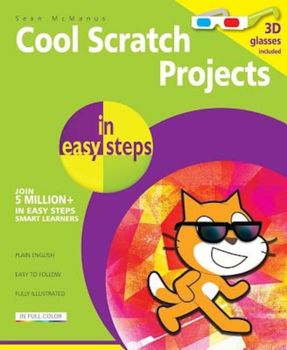 Sean McManus
3D
glasses
included
Cool Scratch
Projects
in
easy steps
JOIN
5 MILLION+
IN EASY STEPS
SMART LEARNERS
PLAIN ENGLISH
EASY TO FOLLOW
FULLY ILLUSTRATED
IN FULL COLOR